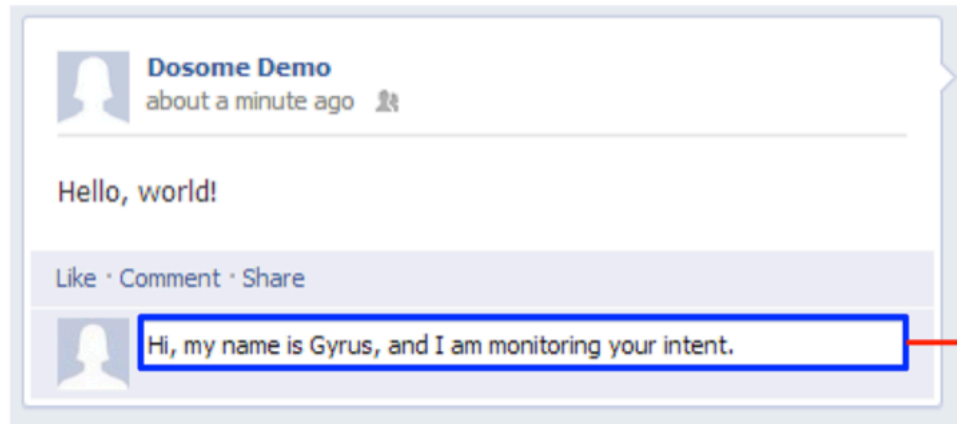 Dosome Demo
about a minute ago
Hello, world!
Like · Comment · Share
Hi, my name is Gyrus, and I am monitoring your intent.